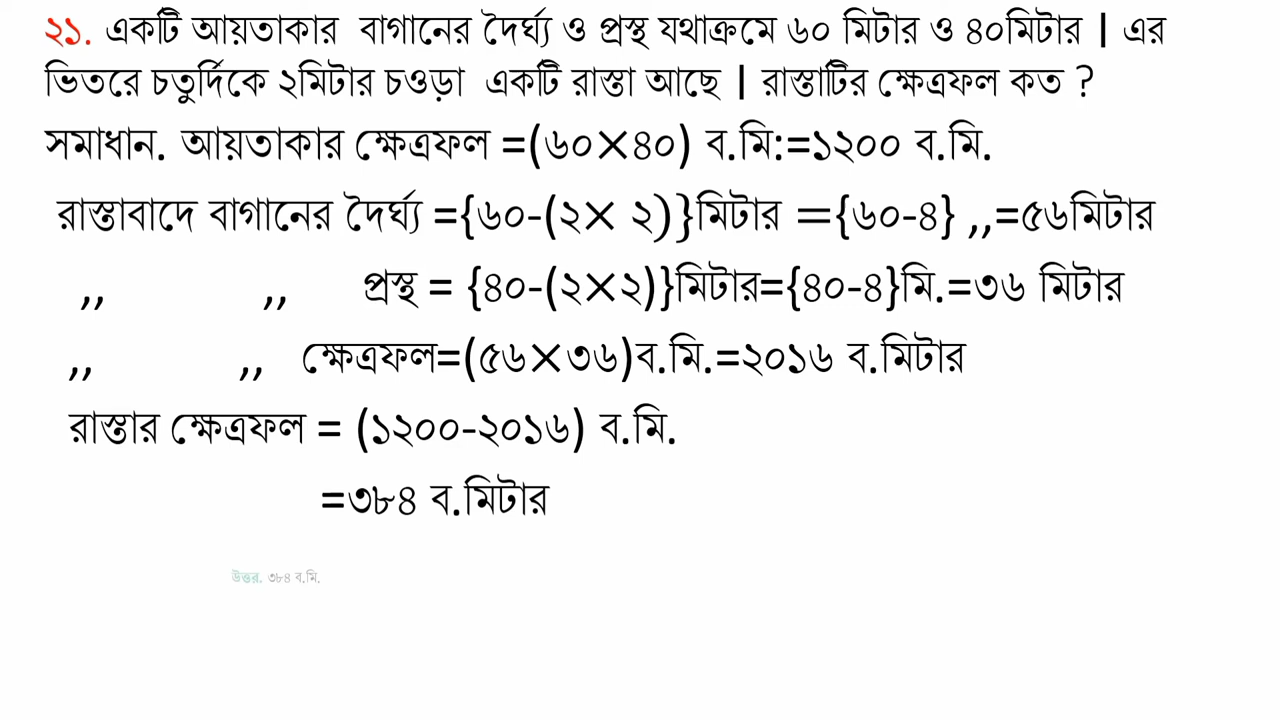 ২১. একটি আয়তাকার বাগানের দৈর্ঘ্য ও প্রস্থ যথাক্রমে ৬০ মিটার ও ৪০মিটার | এর
ভিতরে চতুর্দিকে ২মিটার চওড়া একটি রাস্তা আছে | রাস্তাটির ক্ষেত্রফল কত ?
সমাধান. আয়তাকার ক্ষেত্রফল =(৬০×৪০) ব.মি:=১২০০ ব.মি.
রাস্তাবাদে বাগানের দৈর্ঘ্য ={৬০-(২× ২)}মিটার ={৬০-৪} ,,=৫৬মিটার
,, ,, প্রস্থ = {৪০-(২×২)}মিটার={৪০-৪}মি.=৩৬ মিটার
,, ,, ক্ষেত্রফল=(৫৬×৩৬)ব.মি.=২০১৬ ব.মিটার
রাস্তার ক্ষেত্রফল = (১২০০-২০১৬) ব.মি.
=৩৮৪ ব.মিটার
উত্তর. ৩৮৪ ব.মি.